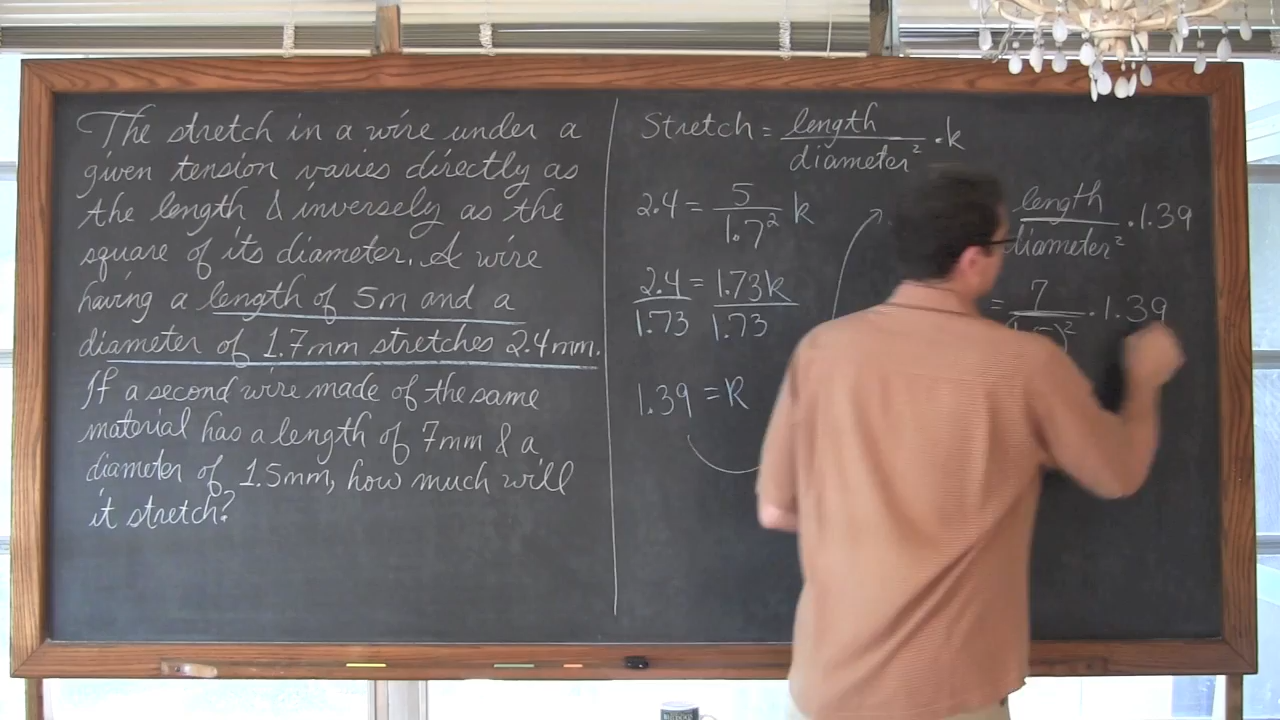 The stretch in a wire under a
given tension varies directly as
the length & inversely as the
square of its diameter. A wire
having a length of 5m and a
diameter of 1.7mm stretches 2.4mm.
If a second wire made of the same
material has a length of 7mm & a
diameter of 1.5mm, how much will
it stretch?
Stretch = length / diameter² · k
2.4 = 5 / 1.7² k
2.4 / 1.73 = 1.73k / 1.73
1.39 = k
length / diameter² · 1.39
= 7 / )² · 1.39